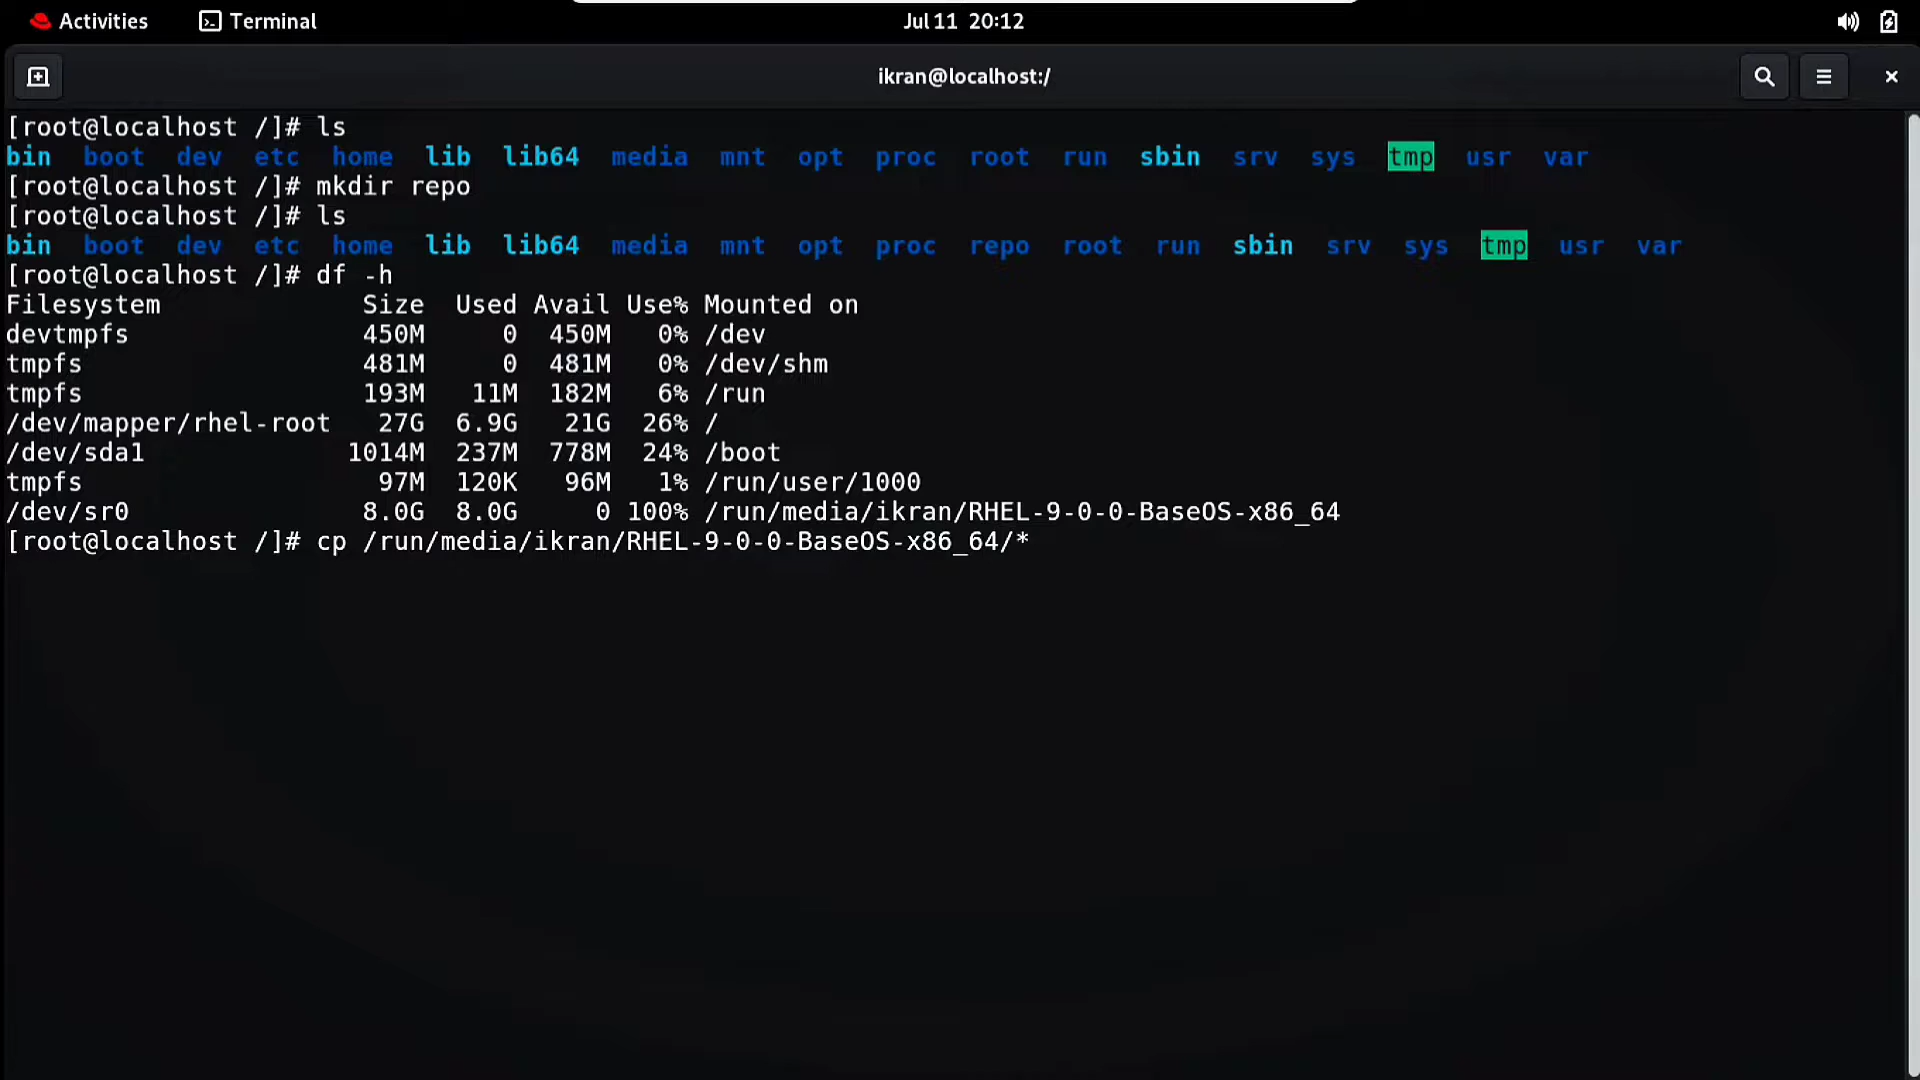 Activities Terminal Jul 11 20:12
ikran@localhost:/
[root@localhost /]# ls
bin boot dev etc home lib lib64 media mnt opt proc root run sbin srv sys tmp usr var
[root@localhost /]# mkdir repo
[root@localhost /]# ls
bin boot dev etc home lib lib64 media mnt opt proc repo root run sbin srv sys tmp usr var
[root@localhost /]# df -h
Filesystem Size Used Avail Use% Mounted on
devtmpfs 450M 0 450M 0% /dev
tmpfs 481M 0 481M 0% /dev/shm
tmpfs 193M 11M 182M 6% /run
/dev/mapper/rhel-root 27G 6.9G 21G 26% /
/dev/sda1 1014M 237M 778M 24% /boot
tmpfs 97M 120K 96M 1% /run/user/1000
/dev/sr0 8.0G 8.0G 0 100% /run/media/ikran/RHEL-9-0-0-BaseOS-x86_64
[root@localhost /]# cp /run/media/ikran/RHEL-9-0-0-BaseOS-x86_64/*